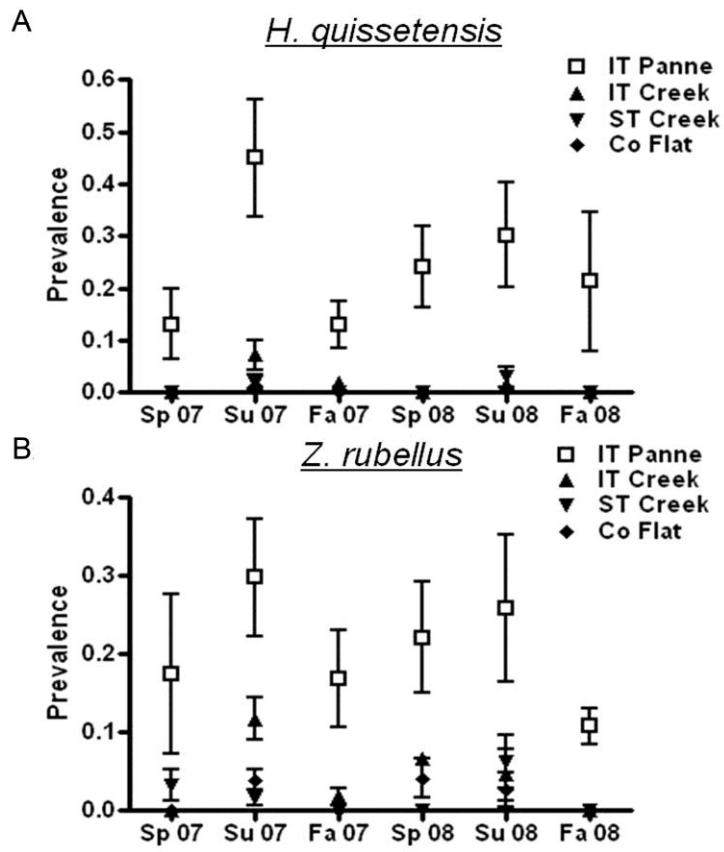 A
H. quissetensis
IT Panne
IT Creek
ST Creek
Co Flat
Prevalence
0.6
0.5
0.4
0.3
0.2
0.1
0.0
Sp 07 Su 07 Fa 07 Sp 08 Su 08 Fa 08
B
Z. rubellus
IT Panne
IT Creek
ST Creek
Co Flat
Prevalence
0.4
0.3
0.2
0.1
0.0
Sp 07 Su 07 Fa 07 Sp 08 Su 08 Fa 08